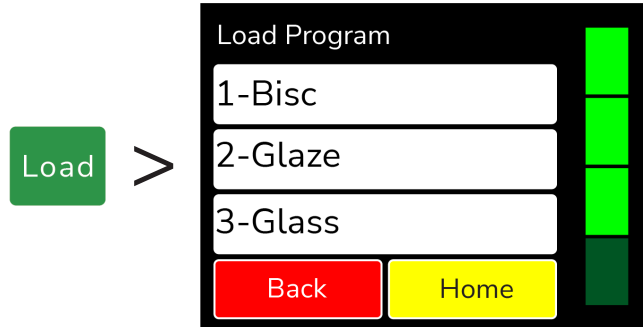 Load
>
Load Program
1-Bisc
2-Glaze
3-Glass
Back
Home